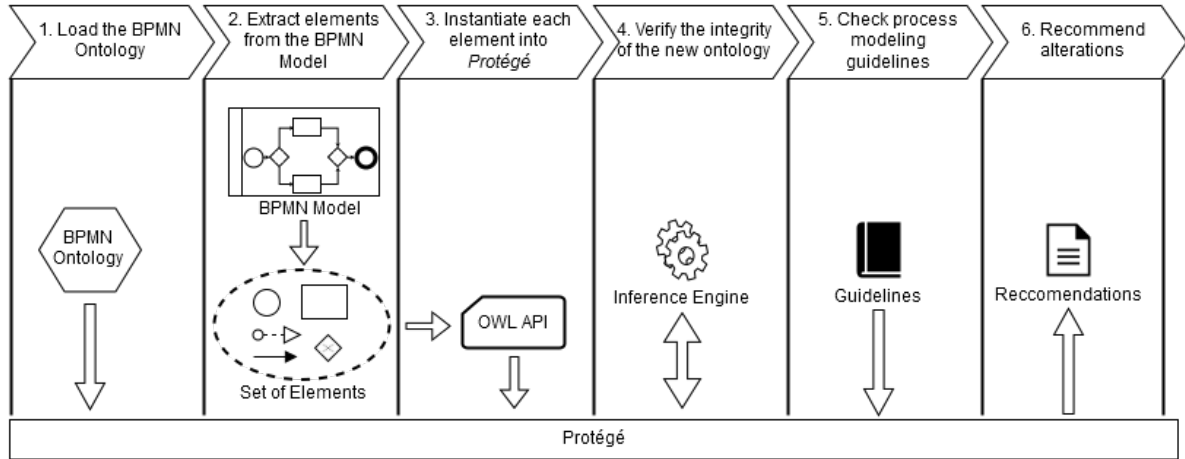 1. Load the BPMN
Ontology
2. Extract elements
from the BPMN
Model
3. Instantiate each
element into
Protégé
4. Verify the integrity
of the new ontology
5. Check process
modeling
guidelines
6. Recommend
alterations
BPMN Model
BPMN
Ontology
Set of Elements
OWL API
Inference Engine
Guidelines
Reccomendations
Protégé